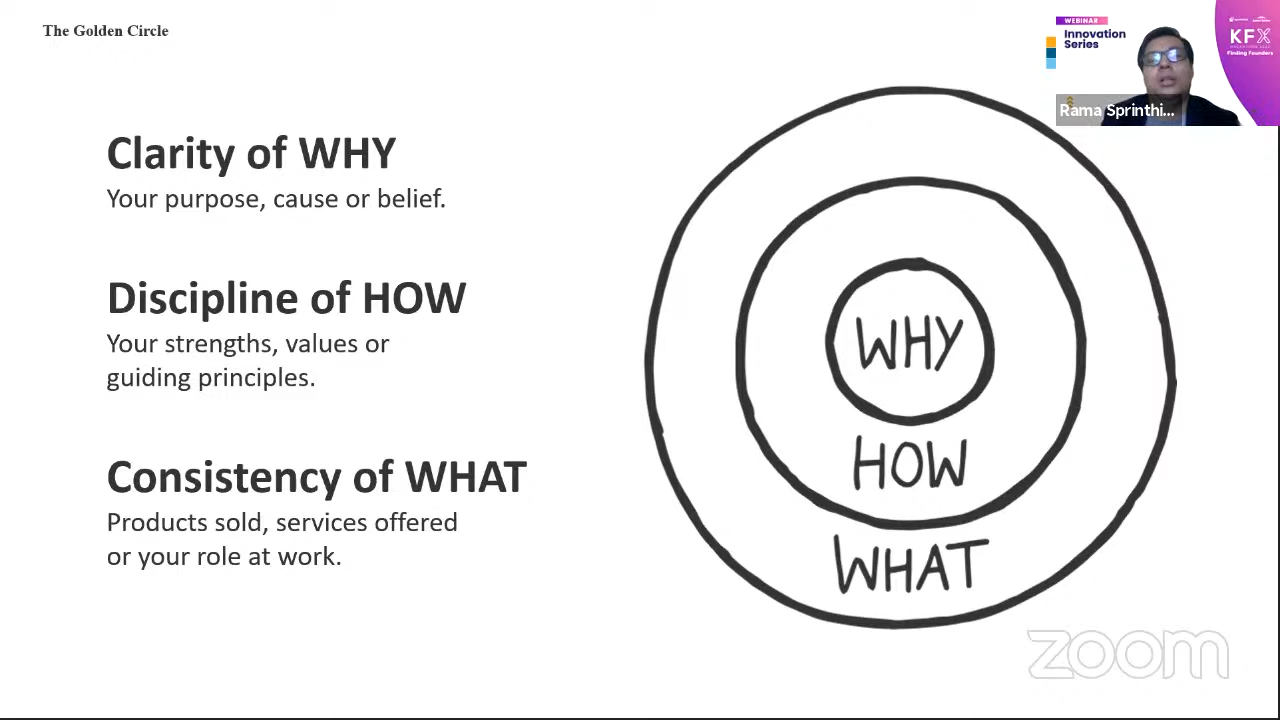 The Golden Circle
Clarity of WHY
Your purpose, cause or belief.
Discipline of HOW
Your strengths, values or
guiding principles.
Consistency of WHAT
Products sold, services offered
or your role at work.
WHY
HOW
WHAT
WEBINAR
Innovation
Series
KFX
Finding Founders
Rama Sprinthi...
zoom